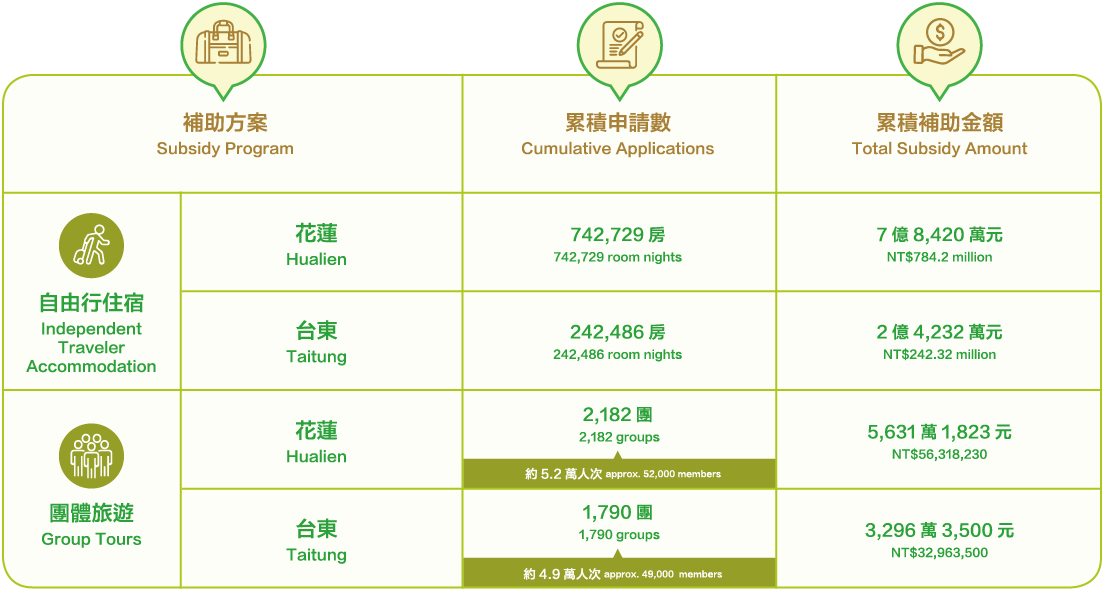 補助方案
Subsidy Program
累積申請數
Cumulative Applications
累積補助金額
Total Subsidy Amount
自由行住宿
Independent
Traveler
Accommodation
花蓮
Hualien
742,729 房
742,729 room nights
7 億 8,420 萬元
NT$784.2 million
台東
Taitung
242,486 房
242,486 room nights
2 億 4,232 萬元
NT$242.32 million
團體旅遊
Group Tours
花蓮
Hualien
2,182 團
2,182 groups
約 5.2 萬人次 approx. 52,000 members
5,631 萬 1,823 元
NT$56,318,230
台東
Taitung
1,790 團
1,790 groups
約 4.9 萬人次 approx. 49,000 members
3,296 萬 3,500 元
NT$32,963,500